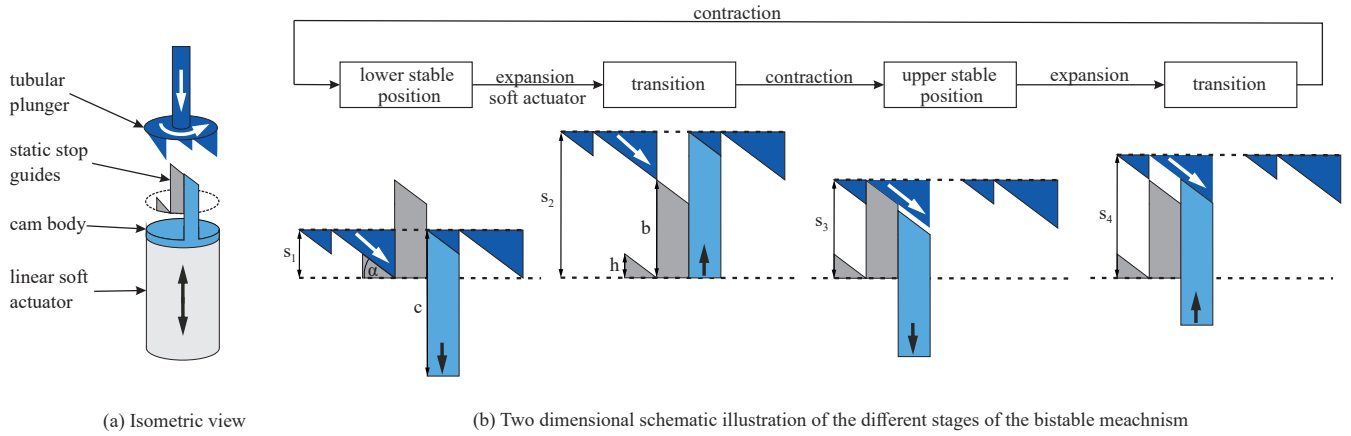 contraction
lower stable
position
expansion
soft actuator
transition
contraction
upper stable
position
expansion
transition
tubular
plunger
static stop
guides
cam body
linear soft
actuator
s1
α
c
s2
b
h
s3
s4
(a) Isometric view
(b) Two dimensional schematic illustration of the different stages of the bistable meachnism